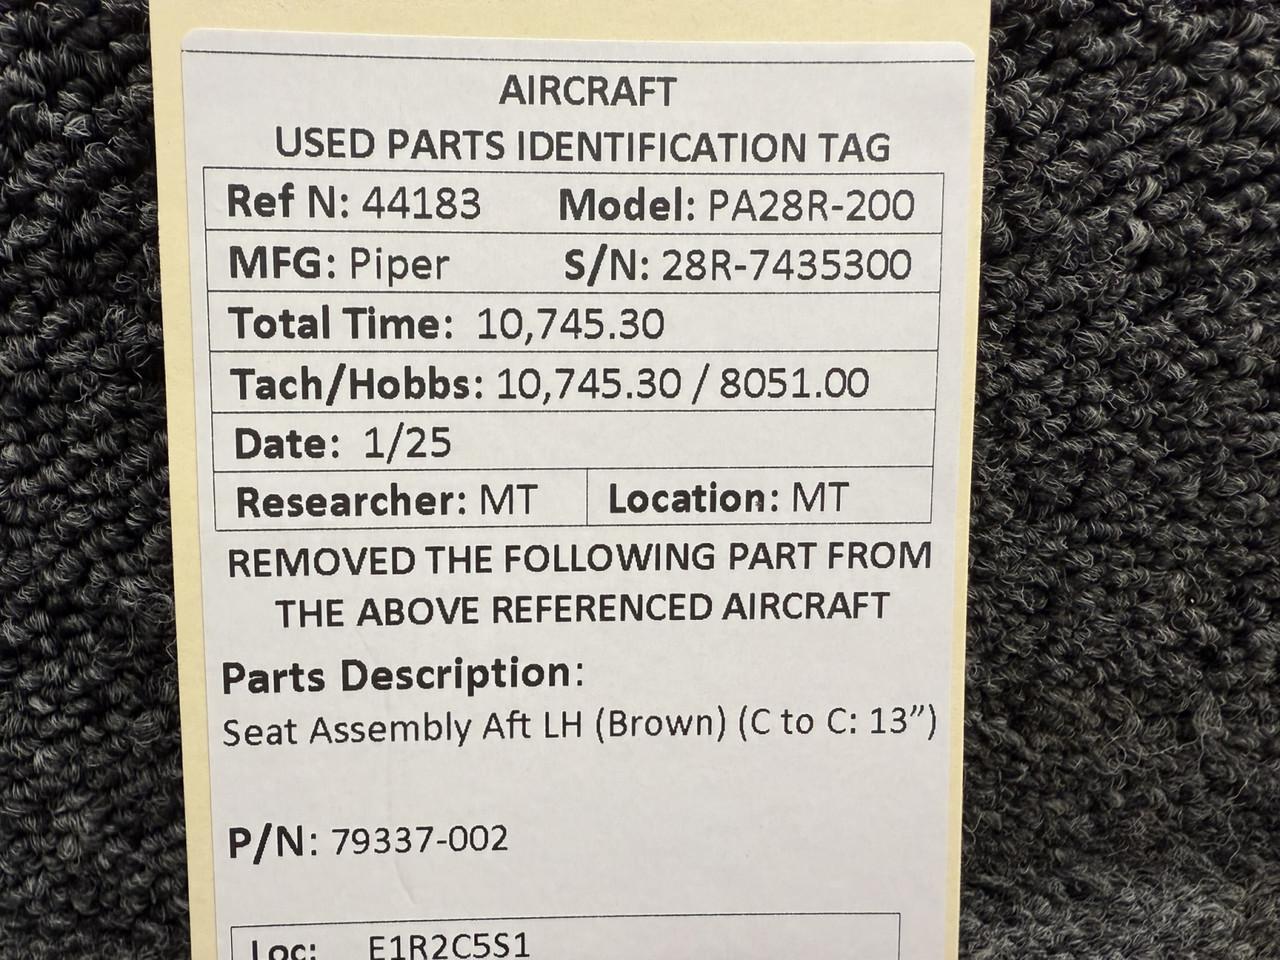 AIRCRAFT
USED PARTS IDENTIFICATION TAG
Ref N: 44183 Model: PA28R-200
MFG: Piper S/N: 28R-7435300
Total Time: 10,745.30
Tach/Hobbs: 10,745.30 / 8051.00
Date: 1/25
Researcher: MT Location: MT
REMOVED THE FOLLOWING PART FROM
THE ABOVE REFERENCED AIRCRAFT
Parts Description:
Seat Assembly Aft LH (Brown) (C to C: 13”)
P/N: 79337-002
Loc: E1R2C5S1